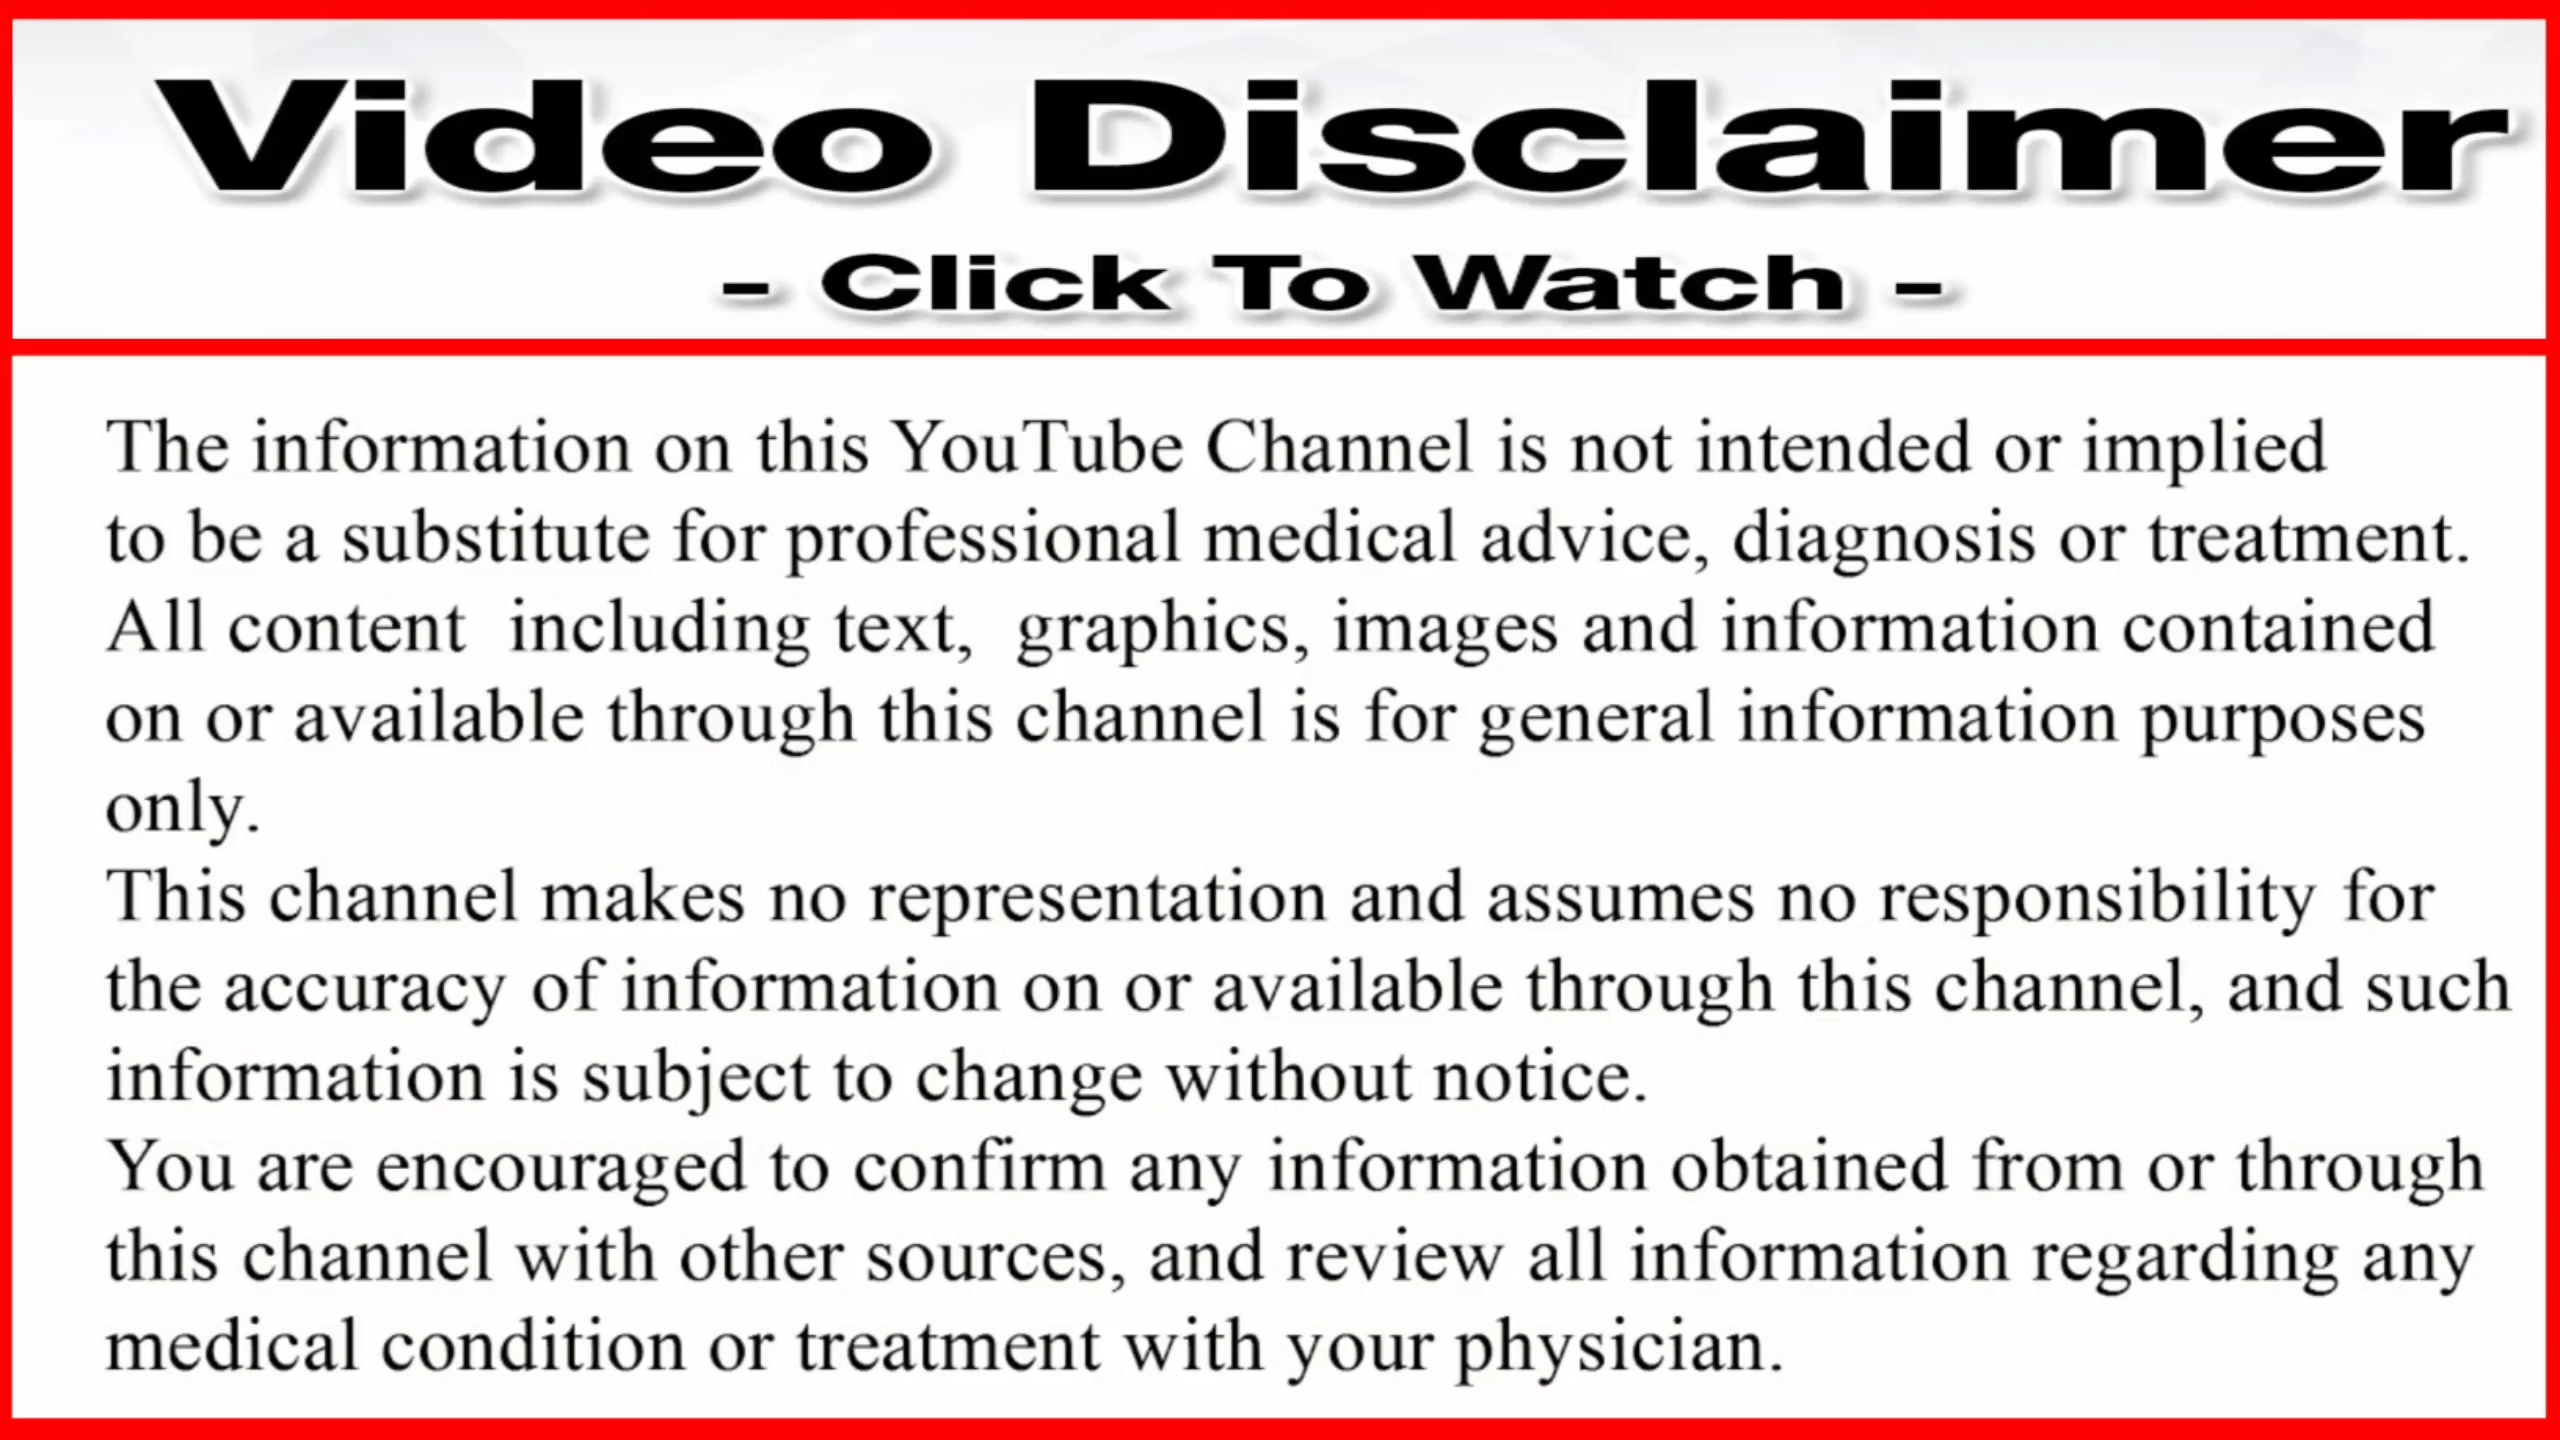 Video Disclaimer
- Click To Watch -
The information on this YouTube Channel is not intended or implied
to be a substitute for professional medical advice, diagnosis or treatment.
All content  including text,  graphics, images and information contained
on or available through this channel is for general information purposes
only.
This channel makes no representation and assumes no responsibility for
the accuracy of information on or available through this channel, and such
information is subject to change without notice.
You are encouraged to confirm any information obtained from or through
this channel with other sources, and review all information regarding any
medical condition or treatment with your physician.